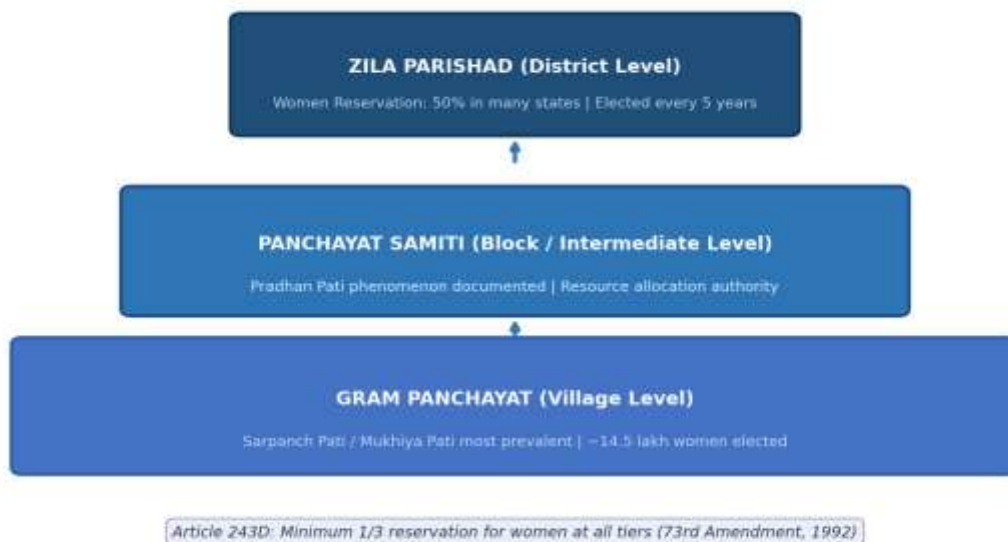 ZILA PARISHAD (District Level)
Women Reservation: 50% in many states | Elected every 5 years
PANCHAYAT SAMITI (Block / Intermediate Level)
Pradhan Pati phenomenon documented | Resource allocation authority
GRAM PANCHAYAT (Village Level)
Sarpanch Pati / Mukhiya Pati most prevalent | ~14.5 lakh women elected
Article 243D: Minimum 1/3 reservation for women at all tiers (73rd Amendment, 1992)